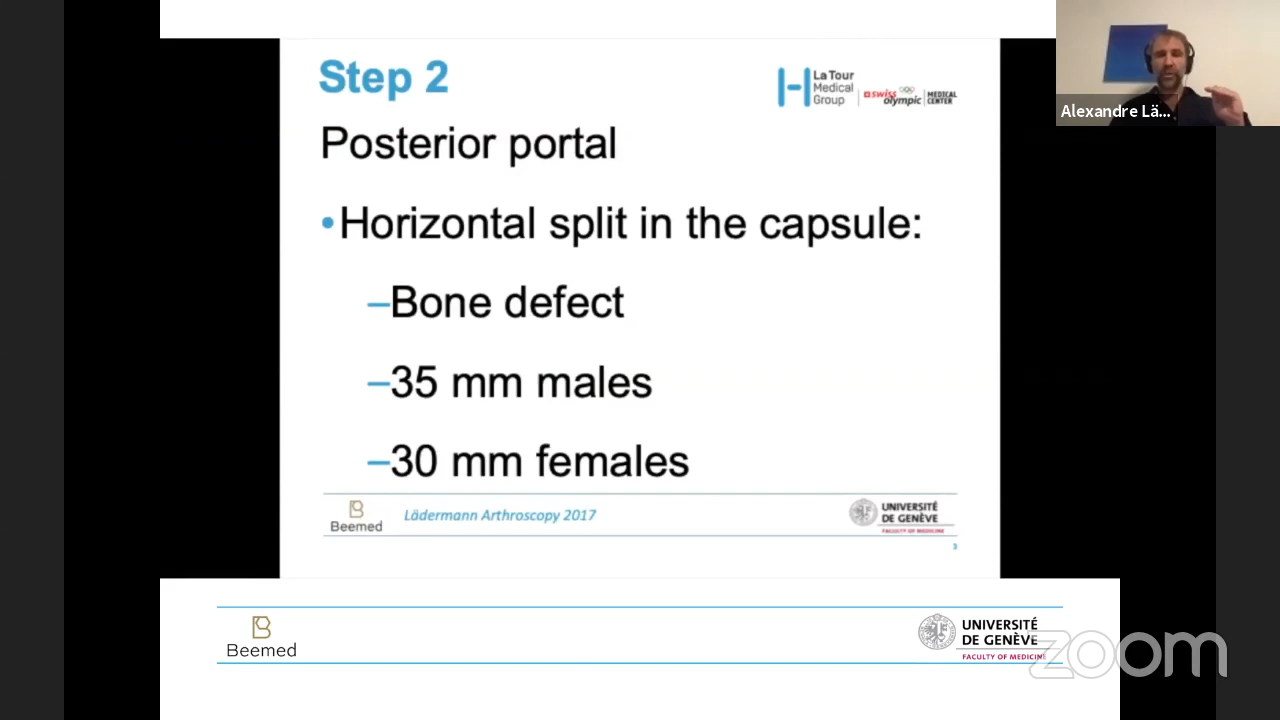 Step 2
La Tour
Medical
Group
swiss
olympic
MEDICAL
CENTER
Alexandre Lä...
Posterior portal
•Horizontal split in the capsule:
–Bone defect
–35 mm males
–30 mm females
Beemed
Lädermann Arthroscopy 2017
UNIVERSITÉ
DE GENÈVE
FACULTY OF MEDICINE
3
Beemed
UNIVERSITÉ
DE GENÈVE
FACULTY OF MEDICINE
zoom